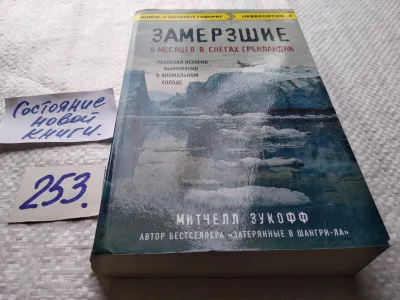 КНИГИ, О КОТОРЫХ ГОВОРЯТ
НЕВЕРОЯТНО
ЗАМЕРЗШИЕ
5 МЕСЯЦЕВ В СНЕГАХ ГРЕНЛАНДИИ
РЕАЛЬНАЯ ИСТОРИЯ
ВЫЖИВАНИЯ
В АНОМАЛЬНОМ
ХОЛОДЕ
Состояние
новой
книги.
253.
МИТЧЕЛЛ ЗУКОФФ
АВТОР БЕСТСЕЛЛЕРА «ЗАТЕРЯННЫЕ В ШАНГРИ-ЛА»